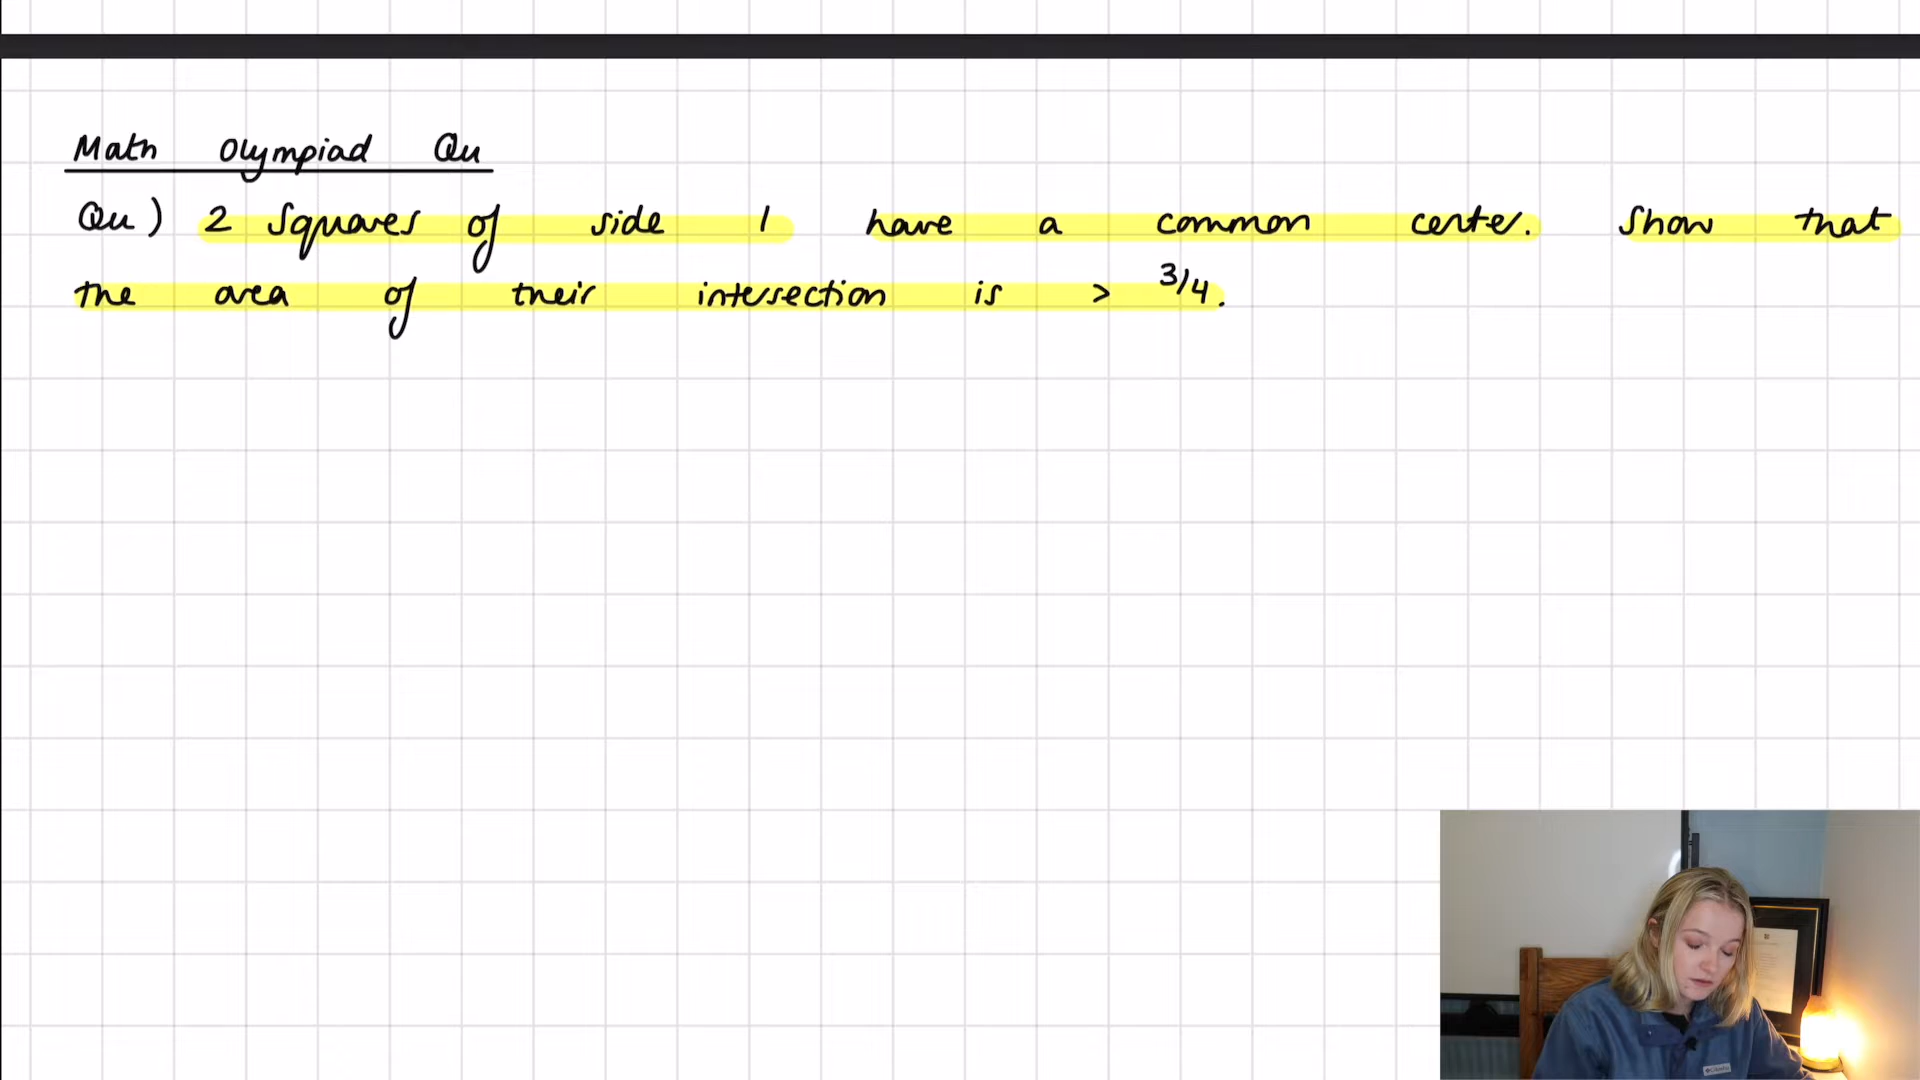 Math Olympiad Qu
Qu) 2 Squares of side 1 have a common center. Show that
the area of their intersection is > 3/4.